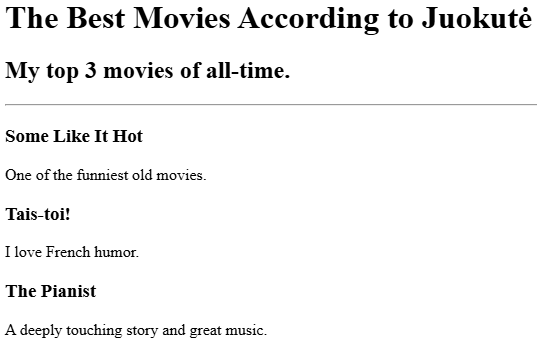 The Best Movies According to Juokutė
My top 3 movies of all-time.
Some Like It Hot
One of the funniest old movies.
Tais-toi!
I love French humor.
The Pianist
A deeply touching story and great music.